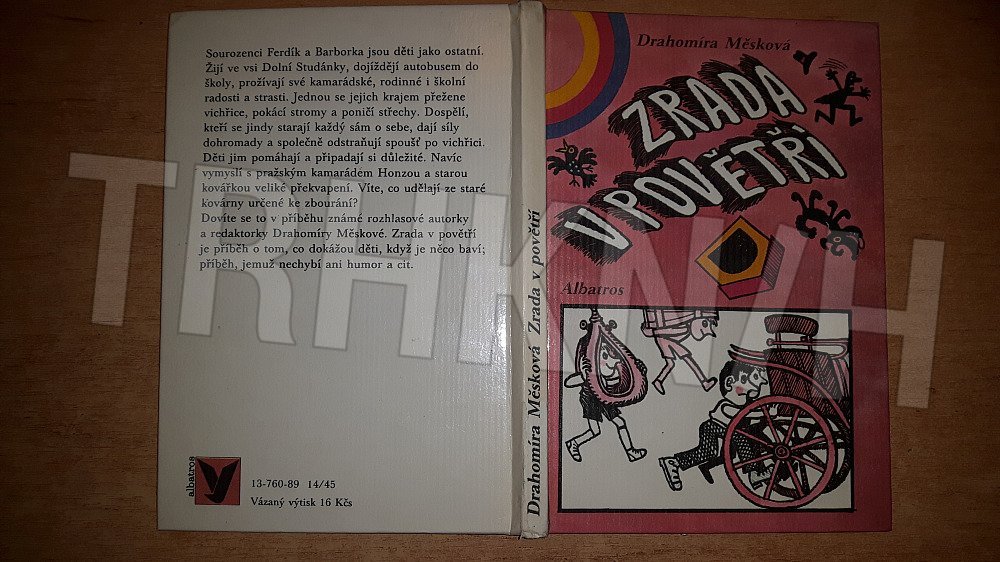 Sourozenci Ferdík a Barborka jsou děti jako ostatní.
Žijí ve vsi Dolní Studánky, dojíždějí autobusem do
školy, prožívají své kamarádské, rodinné i školní
radosti a strasti. Jednou se jejich krajem přežene
vichřice, pokácí stromy a poničí střechy. Dospělí,
kteří se jindy starají každý sám o sebe, dají síly
dohromady a společně odstraňují spoušť po vichřici.
Děti jim pomáhají a připadají si důležité. Navíc
vymyslí s pražským kamarádem Honzou a starou
kovářkou veliké překvapení. Víte, co udělají ze staré
kovárny určené ke zbourání?
Dovíte se to v příběhu známé rozhlasové autorky
a redaktorky Drahomíry Měskové. Zrada v povětří
je příběh o tom, co dokážou děti, když je něco baví;
příběh, jemuž nechybí ani humor a cit.
albatros
13-760-89 14/45
Vázaný výtisk 16 Kčs
Drahomíra Měsková Zrada v povětří
Drahomíra Měsková
ZRADA
V POVĚTŘÍ
Albatros
TRHKNIH